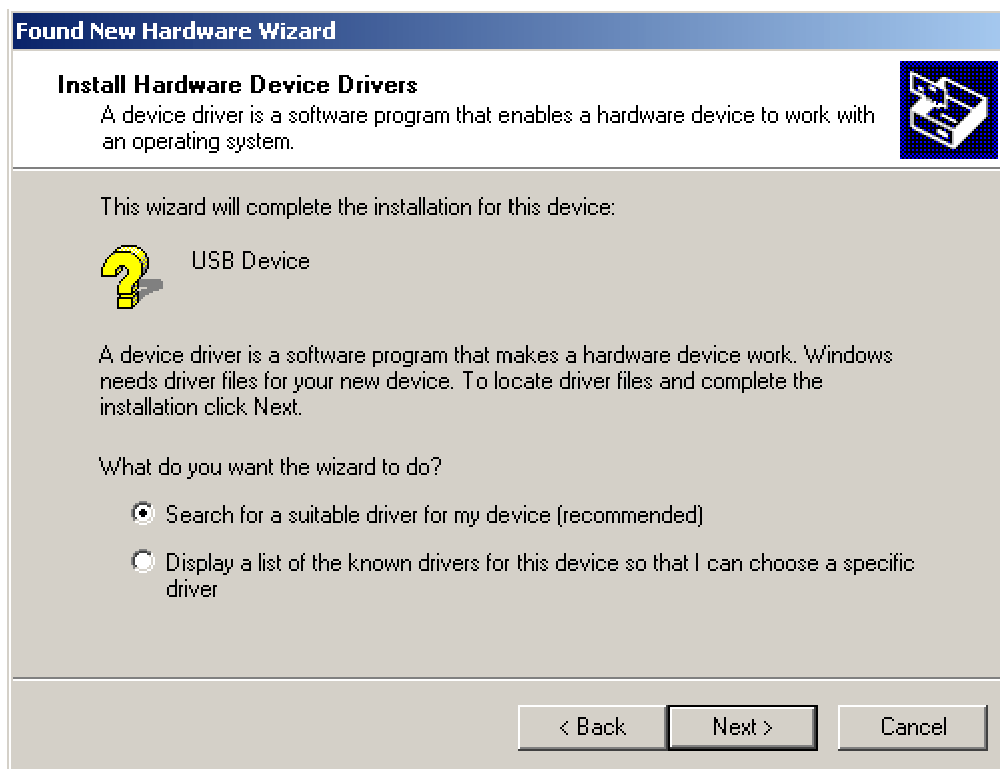 Found New Hardware Wizard
Install Hardware Device Drivers
A device driver is a software program that enables a hardware device to work with
an operating system.
This wizard will complete the installation for this device:
USB Device
A device driver is a software program that makes a hardware device work. Windows
needs driver files for your new device. To locate driver files and complete the
installation click Next.
What do you want the wizard to do?
Search for a suitable driver for my device (recommended)
Display a list of the known drivers for this device so that I can choose a specific
driver
< Back
Next >
Cancel